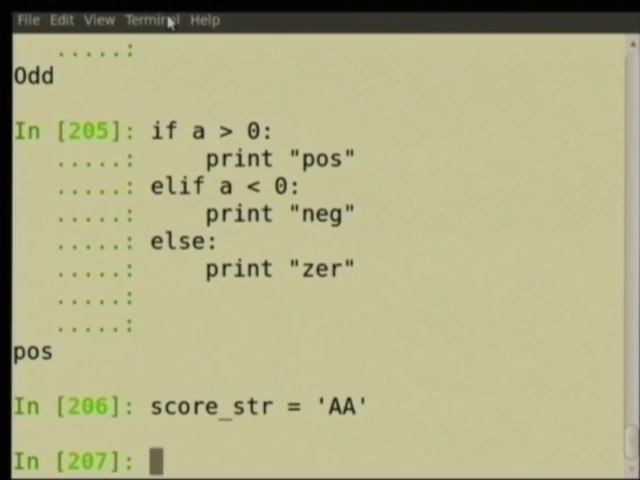 File Edit View Terminal Help
.....:
Odd
In [205]: if a > 0:
.....:     print "pos"
.....: elif a < 0:
.....:     print "neg"
.....: else:
.....:     print "zer"
.....:
.....:
pos
In [206]: score_str = 'AA'
In [207]: